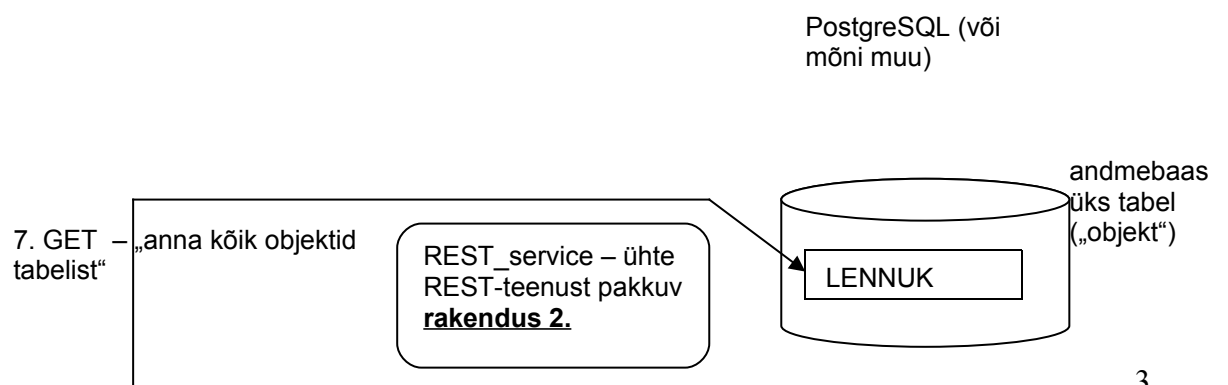 PostgreSQL (või
mõni muu)
andmebaas
üks tabel
(„objekt“)
7. GET – „anna kõik objektid
tabelist“
REST_service – ühte
REST-teenust pakkuv
rakendus 2.
LENNUK
3